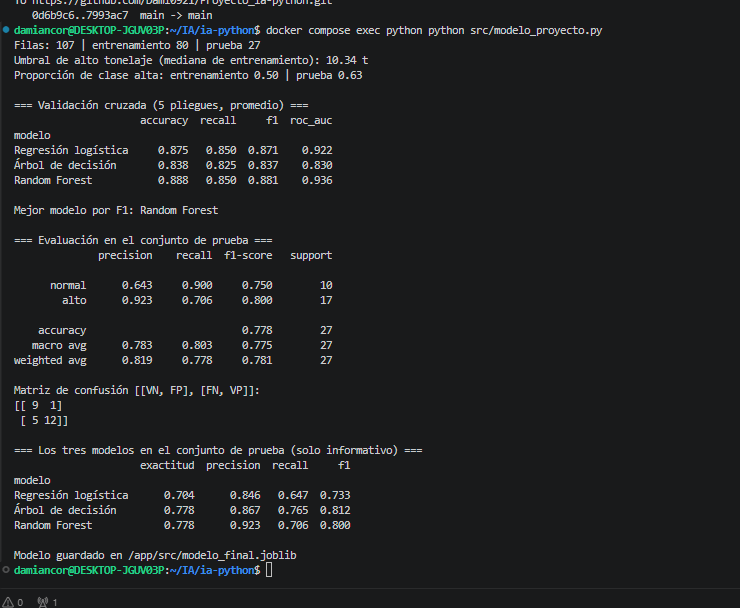 To https://github.com/Dami0921/Proyecto_ia-python.git
0d6b9c6..7993ac7 main -> main
damiancor@DESKTOP-JGUV03P:~/IA/ia-python$ docker compose exec python python src/modelo_proyecto.py
Filas: 107 | entrenamiento 80 | prueba 27
Umbral de alto tonelaje (mediana de entrenamiento): 10.34 t
Proporción de clase alta: entrenamiento 0.50 | prueba 0.63
=== Validación cruzada (5 pliegues, promedio) ===
accuracy recall f1 roc_auc
modelo
Regresión logística 0.875 0.850 0.871 0.922
Árbol de decisión 0.838 0.825 0.837 0.830
Random Forest 0.888 0.850 0.881 0.936
Mejor modelo por F1: Random Forest
=== Evaluación en el conjunto de prueba ===
precision recall f1-score support
normal 0.643 0.900 0.750 10
alto 0.923 0.706 0.800 17
accuracy 0.778 27
macro avg 0.783 0.803 0.775 27
weighted avg 0.819 0.778 0.781 27
Matriz de confusión [[VN, FP], [FN, VP]]:
[[ 9 1]
[ 5 12]]
=== Los tres modelos en el conjunto de prueba (solo informativo) ===
exactitud precision recall f1
modelo
Regresión logística 0.704 0.846 0.647 0.733
Árbol de decisión 0.778 0.867 0.765 0.812
Random Forest 0.778 0.923 0.706 0.800
Modelo guardado en /app/src/modelo_final.joblib
damiancor@DESKTOP-JGUV03P:~/IA/ia-python$
0 1